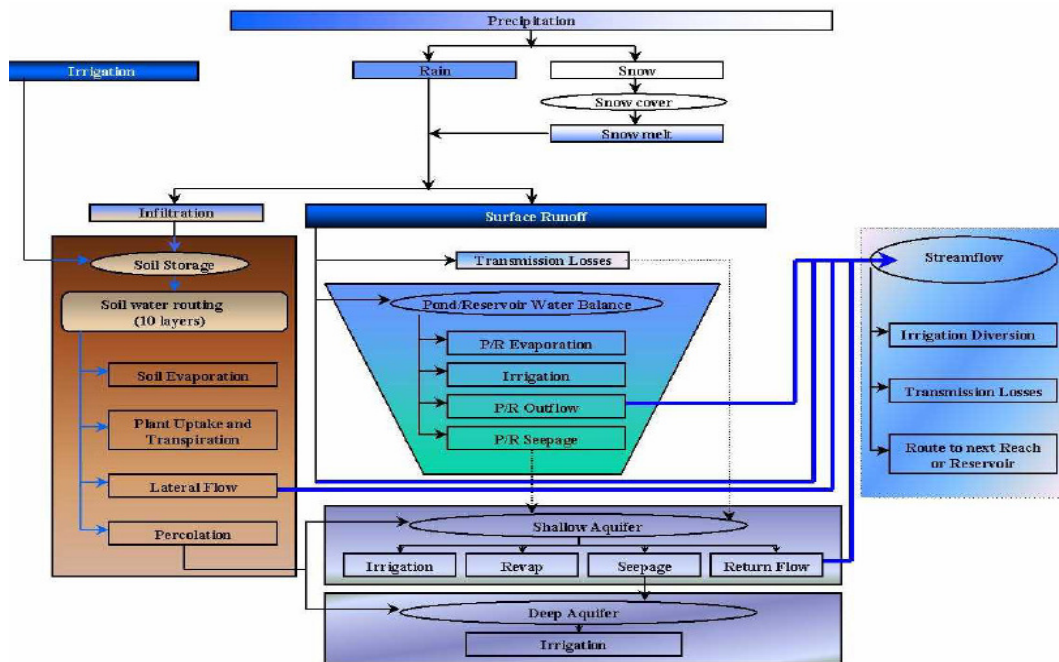 Precipitation
Irrigation
Rain
Snow
Snow cover
Snow melt
Infiltration
Surface Runoff
Soil Storage
Transmission Losses
Streamflow
Soil water routing
(10 layers)
Pond/Reservoir Water Balance
P/R Evaporation
Irrigation
P/R Outflow
P/R Seepage
Irrigation Diversion
Transmission Losses
Route to next Reach
or Reservoir
Soil Evaporation
Plant Uptake and
Transpiration
Lateral Flow
Percolation
Shallow Aquifer
Irrigation
Revap
Seepage
Return Flow
Deep Aquifer
Irrigation